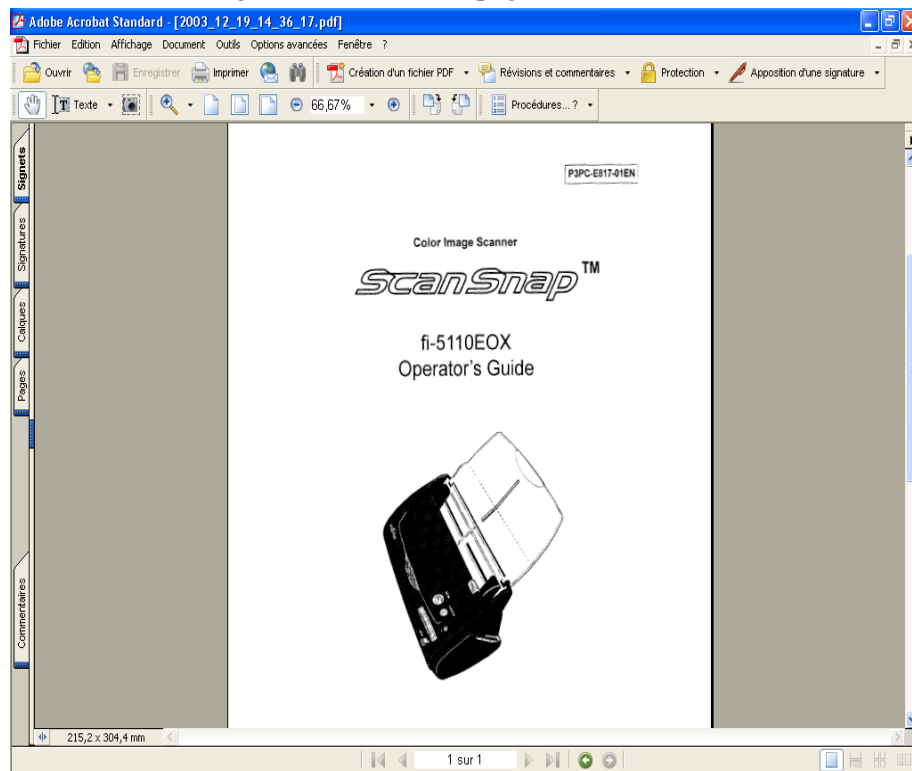 Adobe Acrobat Standard - [2003_12_19_14_36_17.pdf]
Fichier Edition Affichage Document Outils Options avancées Fenêtre ?
Ouvrir Enregistrer Imprimer Création d'un fichier PDF Révisions et commentaires Protection Apposition d'une signature
Texte 66,67% Procédures... ?
Signets
Signatures
Calques
Pages
Commentaires
P3PC-E817-01EN
Color Image Scanner
ScanSnap™
fi-5110EOX
Operator's Guide
215,2 x 304,4 mm
1 sur 1